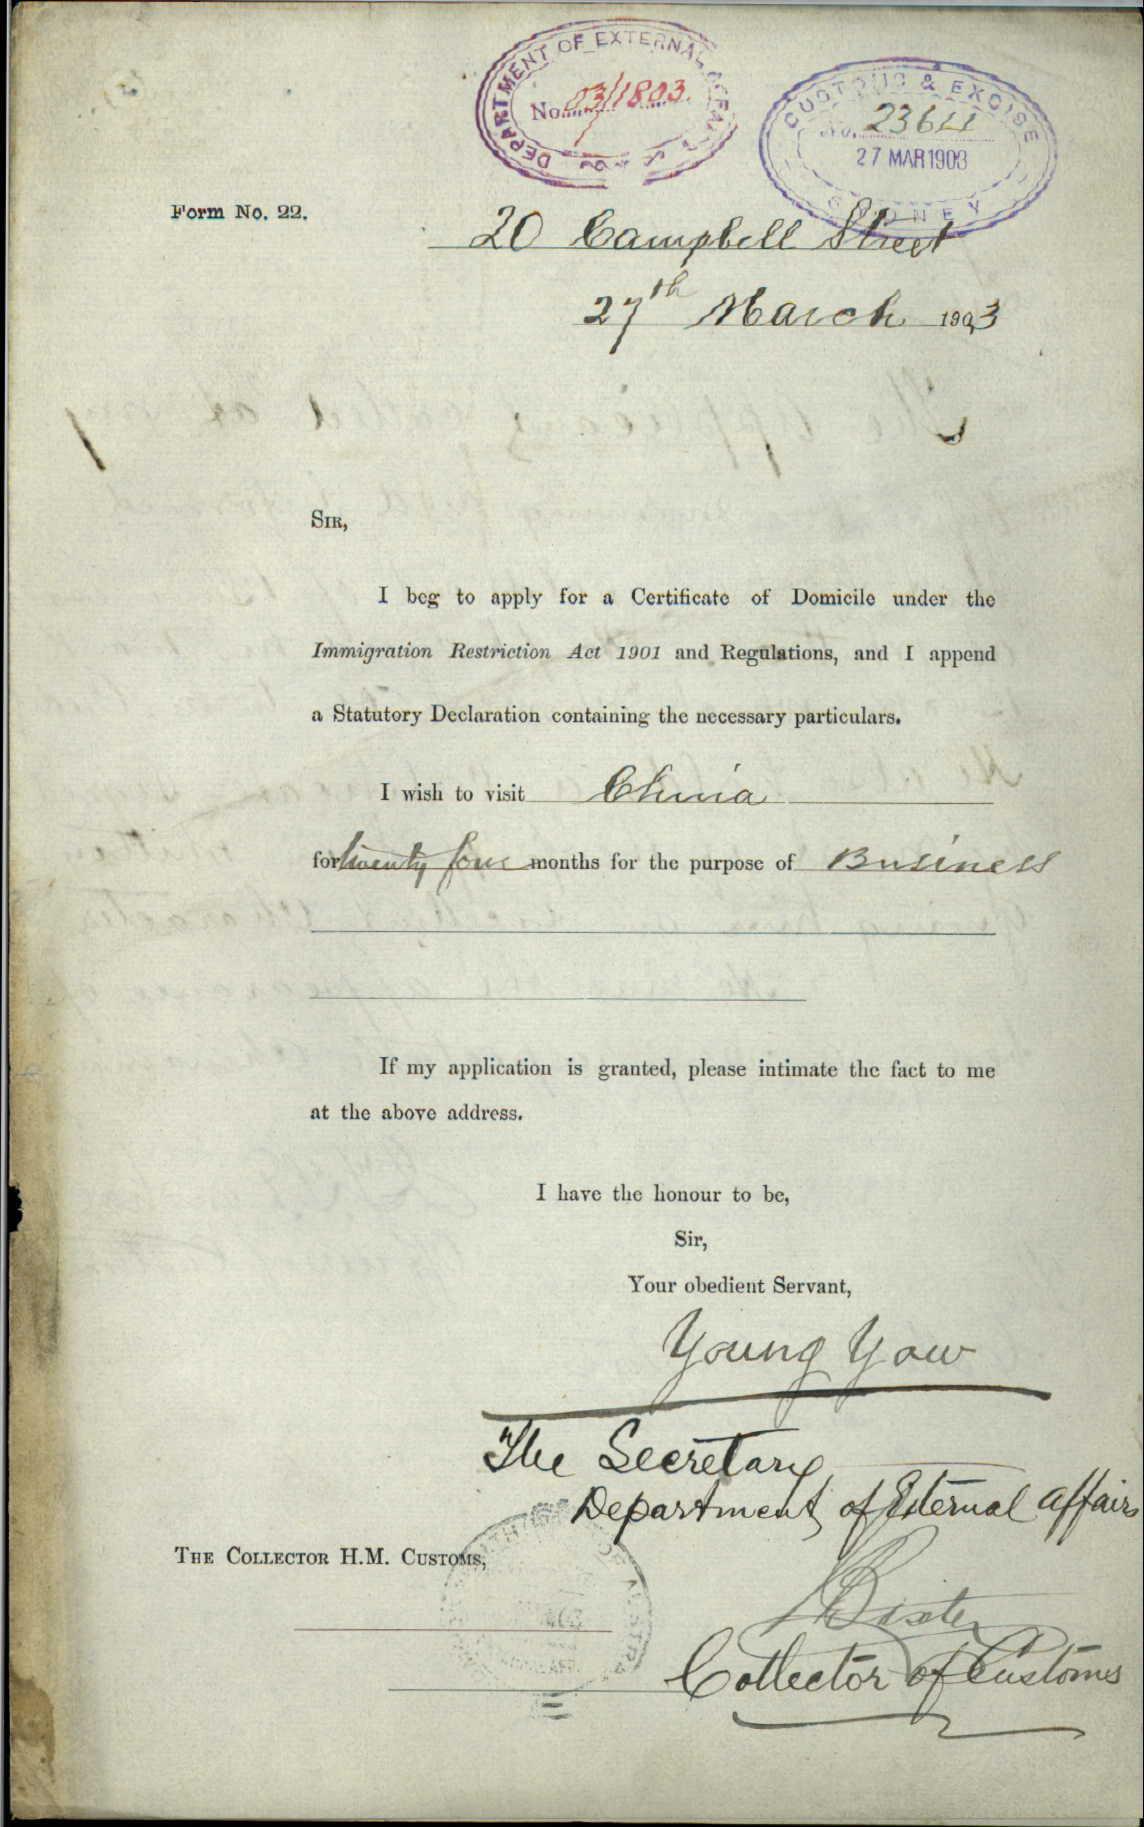 DEPARTMENT OF EXTERNAL AFFAIRS
No. 03/1803
CUSTOMS & EXCISE
No. 23611
27 MAR 1903
SYDNEY
Form No. 22.
20 Campbell Street
27th March 1903
SIR,
I beg to apply for a Certificate of Domicile under the
Immigration Restriction Act 1901 and Regulations, and I append
a Statutory Declaration containing the necessary particulars.
I wish to visit China
for twenty four months for the purpose of Business
If my application is granted, please intimate the fact to me
at the above address.
I have the honour to be,
Sir,
Your obedient Servant,
Young Yow
The Secretary
Department of External Affairs
THE COLLECTOR H.M. CUSTOMS,
Collector of Customs